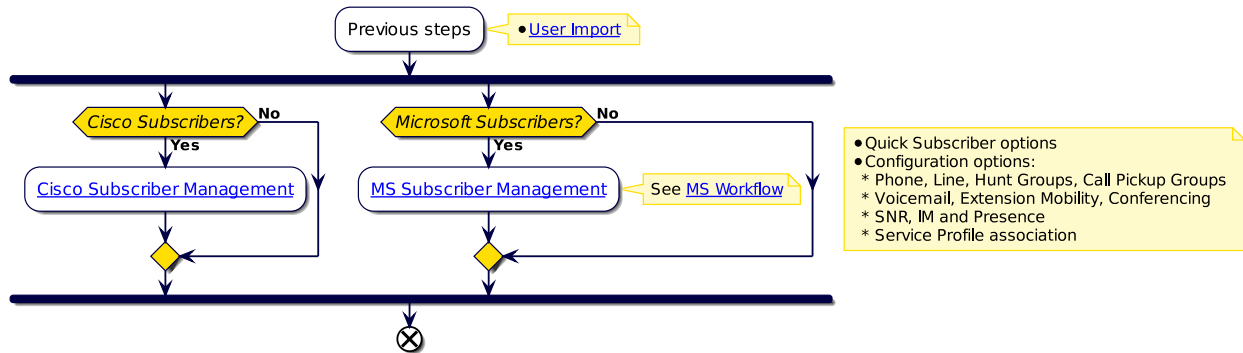 Previous steps
• User Import
Cisco Subscribers?
No
Yes
Cisco Subscriber Management
Microsoft Subscribers?
No
Yes
MS Subscriber Management
See MS Workflow
• Quick Subscriber options
• Configuration options:
* Phone, Line, Hunt Groups, Call Pickup Groups
* Voicemail, Extension Mobility, Conferencing
* SNR, IM and Presence
* Service Profile association